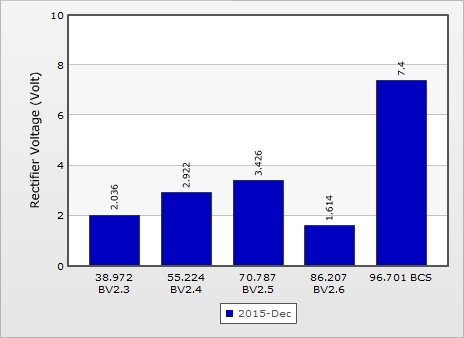 10
8
6
4
2
0
Rectifier Voltage (Volt)
2.036
2.922
3.426
1.614
7.4
38.972 55.224 70.787 86.207 96.701 BCS
BV2.3 BV2.4 BV2.5 BV2.6
2015-Dec